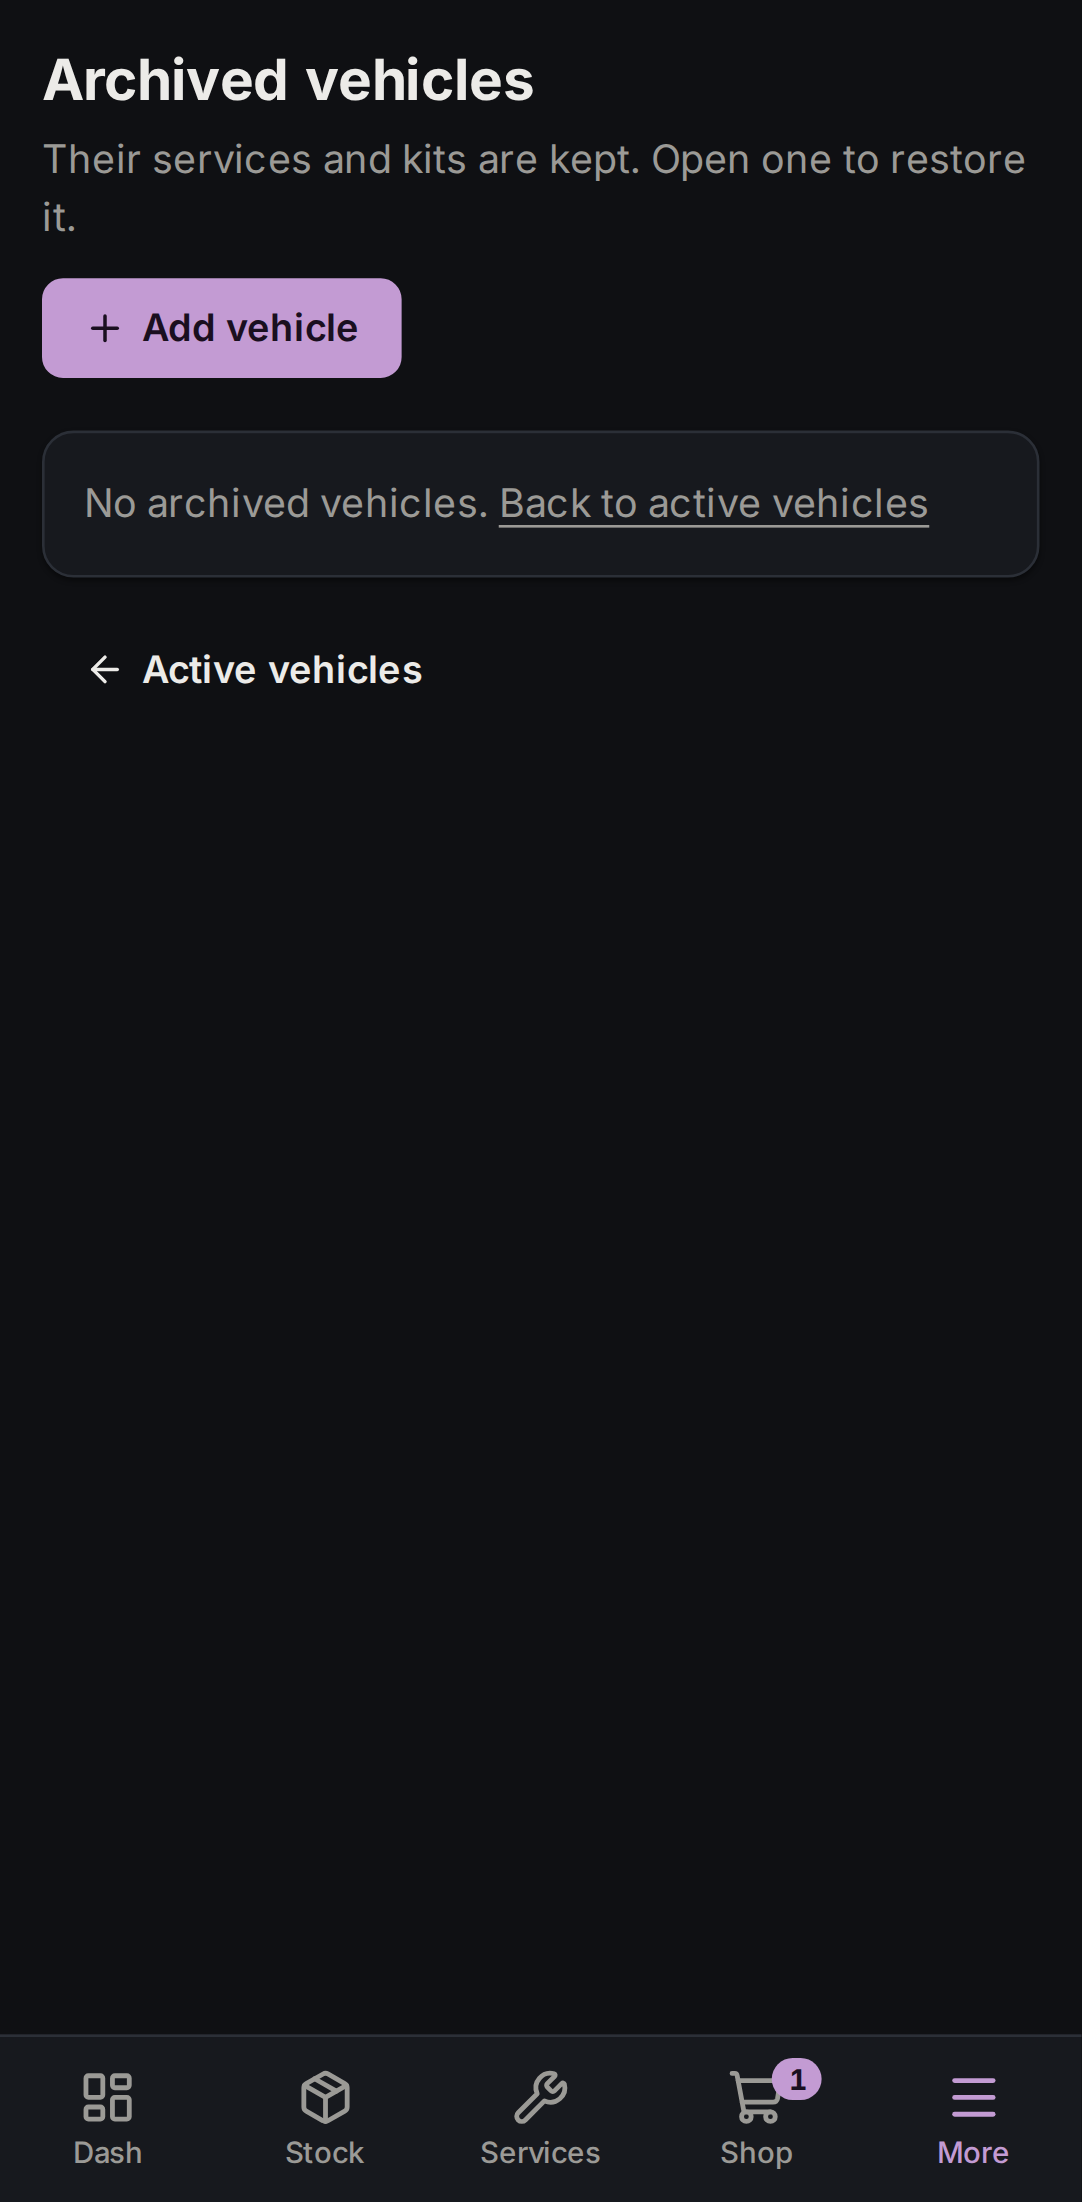 Archived vehicles
Their services and kits are kept. Open one to restore
it.
Add vehicle
No archived vehicles. Back to active vehicles
Active vehicles
1
Dash Stock Services Shop More